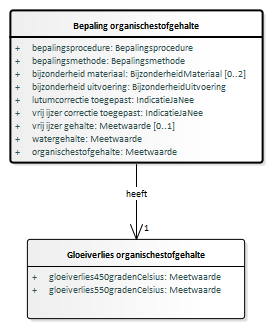 Bepaling organischestofgehalte
+ bepalingsprocedure: Bepalingsprocedure
+ bepalingsmethode: Bepalingsmethode
+ bijzonderheid materiaal: BijzonderheidMateriaal [0..2]
+ bijzonderheid uitvoering: BijzonderheidUitvoering
+ lutumcorrectie toegepast: IndicatieJaNee
+ vrij ijzer correctie toegepast: IndicatieJaNee
+ vrij ijzer gehalte: Meetwaarde [0..1]
+ watergehalte: Meetwaarde
+ organischestofgehalte: Meetwaarde
heeft
1
Gloeiverlies organischestofgehalte
+ gloeiverlies450gradenCelsius: Meetwaarde
+ gloeiverlies550gradenCelsius: Meetwaarde